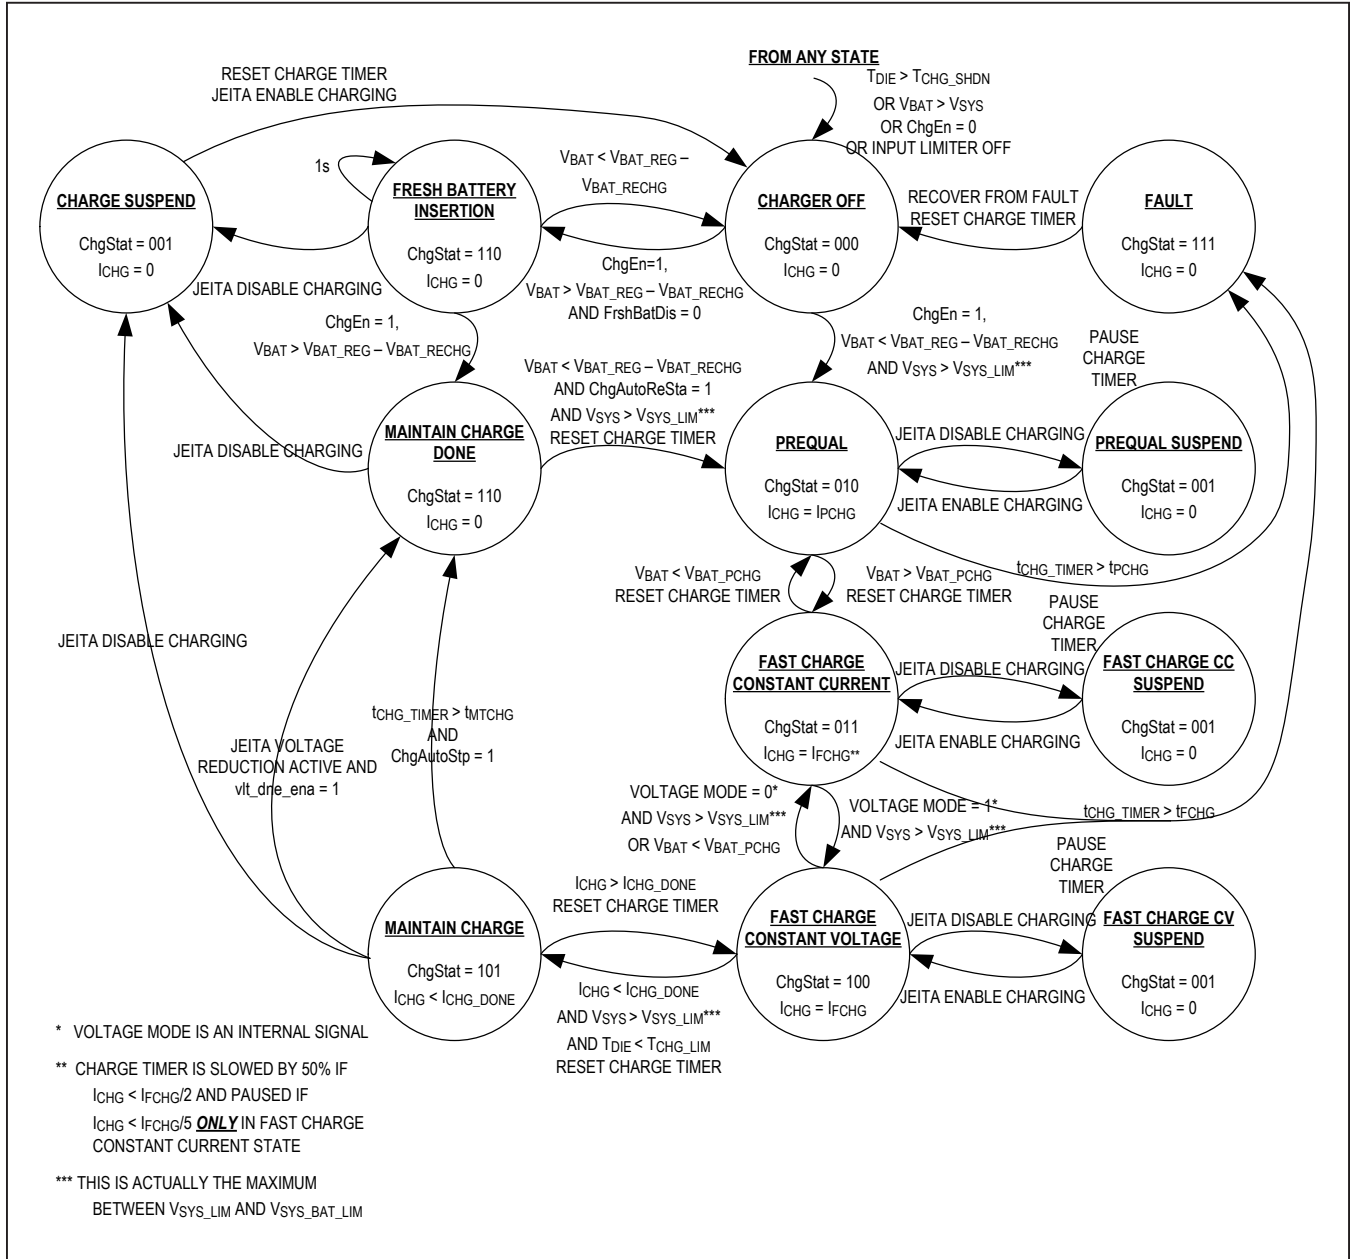 FROM ANY STATE
TDIE > TCHG_SHDN
OR VBAT > VSYS
OR ChgEn = 0
OR INPUT LIMITER OFF
RESET CHARGE TIMER
JEITA ENABLE CHARGING
1s
VBAT < VBAT_REG –
VBAT_RECHG
CHARGE SUSPEND
ChgStat = 001
ICHG = 0
FRESH BATTERY
INSERTION
ChgStat = 110
ICHG = 0
CHARGER OFF
ChgStat = 000
ICHG = 0
RECOVER FROM FAULT
RESET CHARGE TIMER
FAULT
ChgStat = 111
ICHG = 0
JEITA DISABLE CHARGING
ChgEn=1,
VBAT > VBAT_REG – VBAT_RECHG
AND FrshBatDis = 0
ChgEn = 1,
VBAT > VBAT_REG – VBAT_RECHG
ChgEn = 1,
VBAT < VBAT_REG – VBAT_RECHG
AND VSYS > VSYS_LIM***
PAUSE
CHARGE
TIMER
VBAT < VBAT_REG – VBAT_RECHG
AND ChgAutoReSta = 1
AND VSYS > VSYS_LIM***
RESET CHARGE TIMER
JEITA DISABLE CHARGING
MAINTAIN CHARGE
DONE
ChgStat = 110
ICHG = 0
PREQUAL
ChgStat = 010
ICHG = IPCHG
JEITA DISABLE CHARGING
JEITA ENABLE CHARGING
PREQUAL SUSPEND
ChgStat = 001
ICHG = 0
tCHG_TIMER > tPCHG
VBAT < VBAT_PCHG
RESET CHARGE TIMER
VBAT > VBAT_PCHG
RESET CHARGE TIMER
PAUSE
CHARGE
TIMER
JEITA DISABLE CHARGING
FAST CHARGE
CONSTANT CURRENT
ChgStat = 011
ICHG = IFCHG**
JEITA DISABLE CHARGING
JEITA ENABLE CHARGING
FAST CHARGE CC
SUSPEND
ChgStat = 001
ICHG = 0
tCHG_TIMER > tMTCHG
AND
ChgAutoStp = 1
JEITA VOLTAGE
REDUCTION ACTIVE AND
vlt_dne_ena = 1
VOLTAGE MODE = 0*
AND VSYS > VSYS_LIM***
OR VBAT < VBAT_PCHG
VOLTAGE MODE = 1*
AND VSYS > VSYS_LIM***
tCHG_TIMER > tFCHG
PAUSE
CHARGE
TIMER
MAINTAIN CHARGE
ChgStat = 101
ICHG < ICHG_DONE
ICHG > ICHG_DONE
RESET CHARGE TIMER
ICHG < ICHG_DONE
AND VSYS > VSYS_LIM***
AND TDIE < TCHG_LIM
RESET CHARGE TIMER
FAST CHARGE
CONSTANT VOLTAGE
ChgStat = 100
ICHG = IFCHG
JEITA DISABLE CHARGING
JEITA ENABLE CHARGING
FAST CHARGE CV
SUSPEND
ChgStat = 001
ICHG = 0
* VOLTAGE MODE IS AN INTERNAL SIGNAL
** CHARGE TIMER IS SLOWED BY 50% IF
ICHG < IFCHG/2 AND PAUSED IF
ICHG < IFCHG/5 ONLY IN FAST CHARGE
CONSTANT CURRENT STATE
*** THIS IS ACTUALLY THE MAXIMUM
BETWEEN VSYS_LIM AND VSYS_BAT_LIM